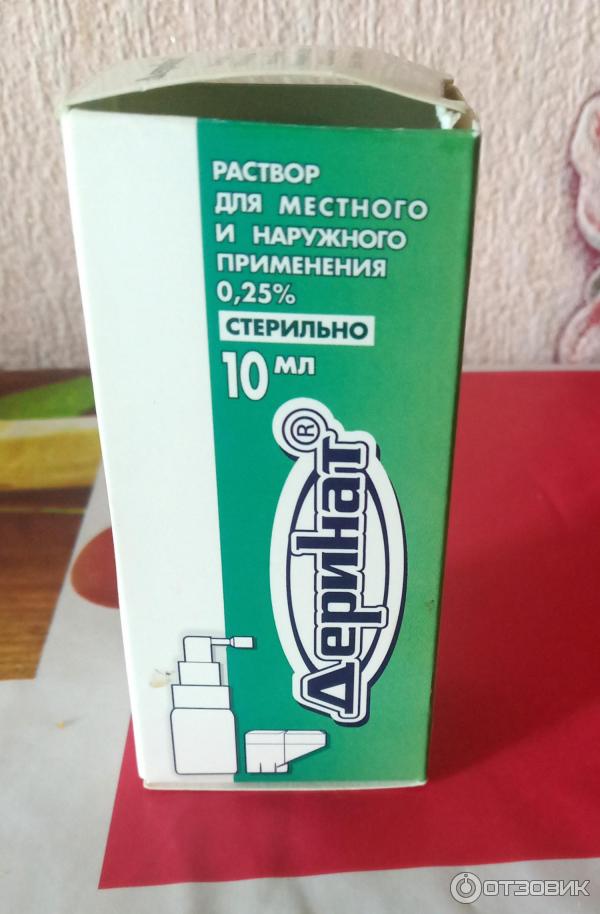 РАСТВОР
ДЛЯ МЕСТНОГО
И НАРУЖНОГО
ПРИМЕНЕНИЯ
0,25%
СТЕРИЛЬНО
10 МЛ
Деринат®
ОТЗОВИК